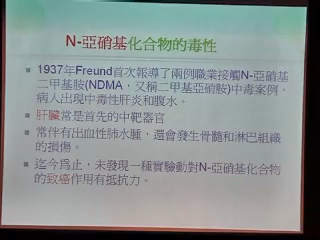 N-亞硝基化合物的毒性
1937年Freund首次報導了兩例職業接觸N-亞硝基
二甲基胺(NDMA，又稱二甲基亞硝胺)中毒案例，
病人出現中毒性肝炎和腹水。
肝臟常是首先的中靶器官
常伴有出血性肺水腫，還會發生骨髓和淋巴組織
的損傷。
迄今為止，未發現一種實驗動對N-亞硝基化合物
的致癌作用有抵抗力。